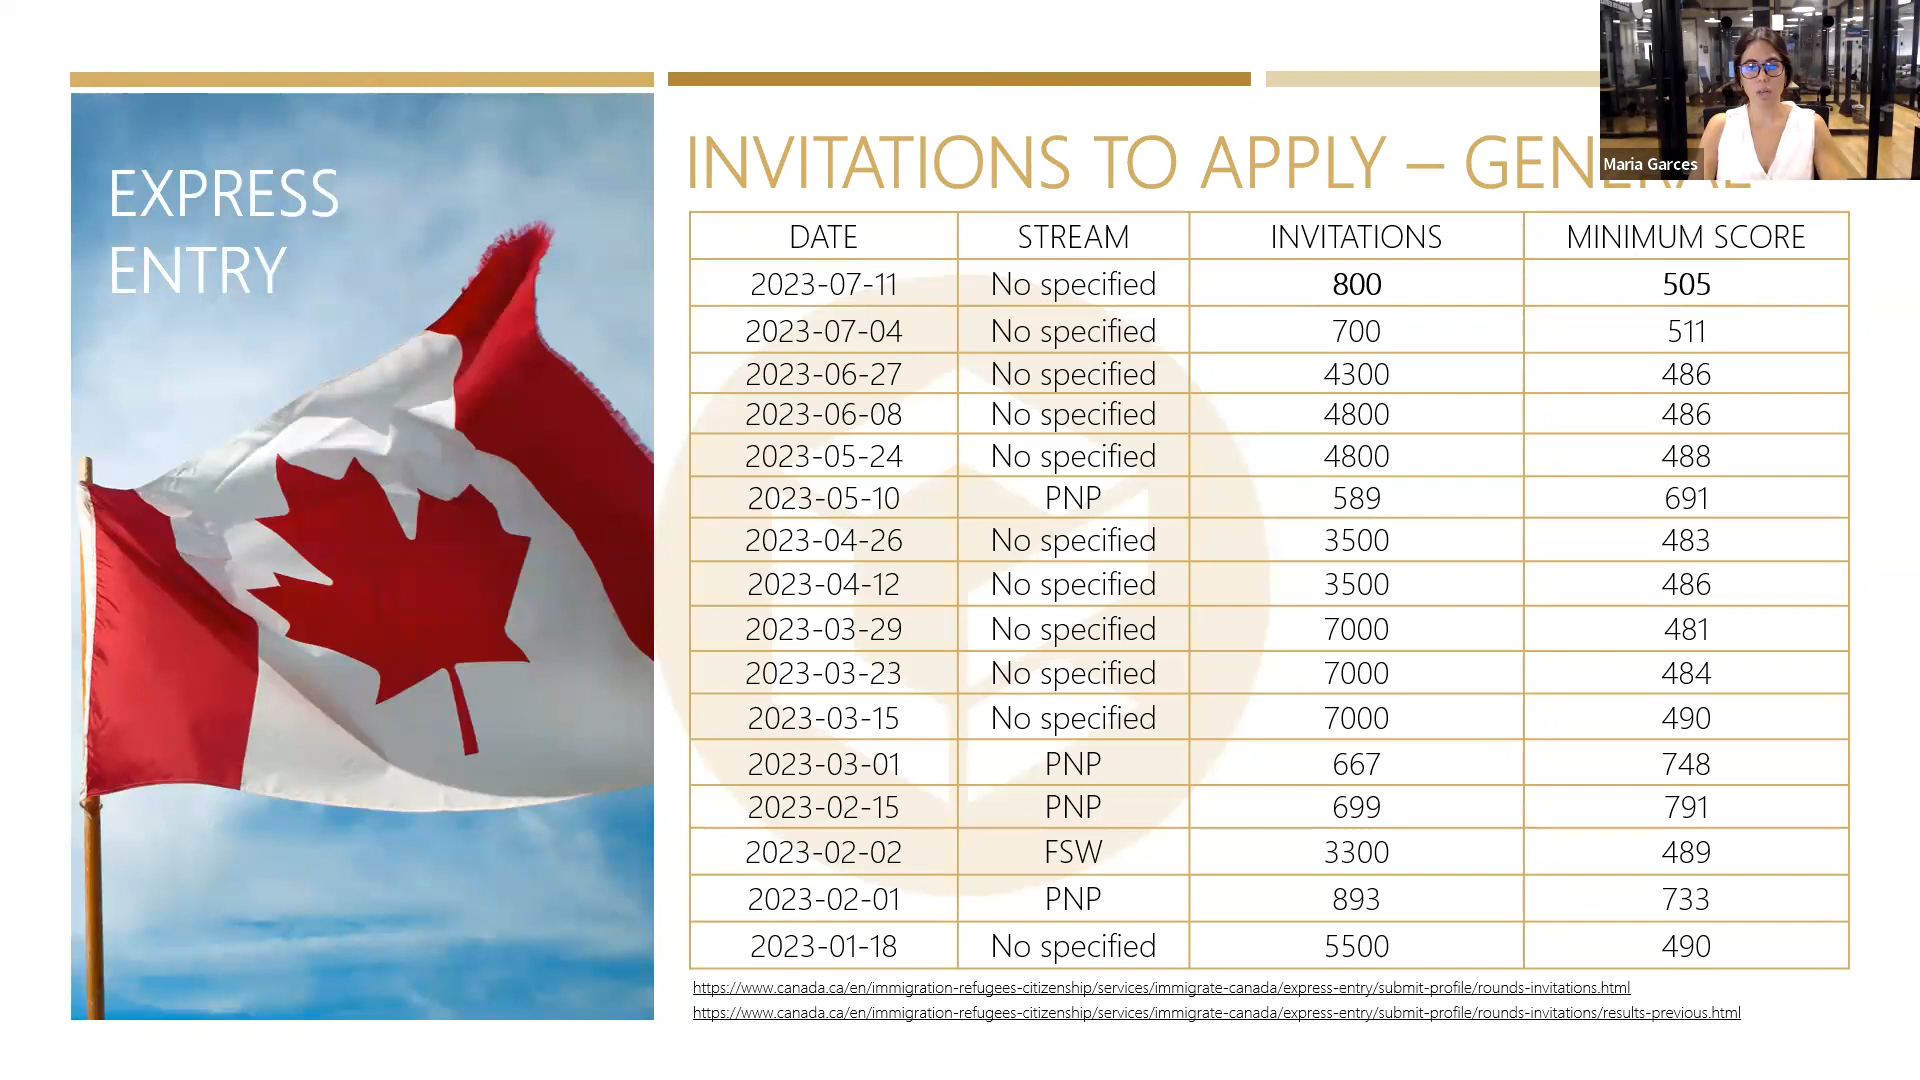 EXPRESS
ENTRY
INVITATIONS TO APPLY – GENERAL
Maria Garces
DATE STREAM INVITATIONS MINIMUM SCORE
2023-07-11 No specified 800 505
2023-07-04 No specified 700 511
2023-06-27 No specified 4300 486
2023-06-08 No specified 4800 486
2023-05-24 No specified 4800 488
2023-05-10 PNP 589 691
2023-04-26 No specified 3500 483
2023-04-12 No specified 3500 486
2023-03-29 No specified 7000 481
2023-03-23 No specified 7000 484
2023-03-15 No specified 7000 490
2023-03-01 PNP 667 748
2023-02-15 PNP 699 791
2023-02-02 FSW 3300 489
2023-02-01 PNP 893 733
2023-01-18 No specified 5500 490
https://www.canada.ca/en/immigration-refugees-citizenship/services/immigrate-canada/express-entry/submit-profile/rounds-invitations.html
https://www.canada.ca/en/immigration-refugees-citizenship/services/immigrate-canada/express-entry/submit-profile/rounds-invitations/results-previous.html